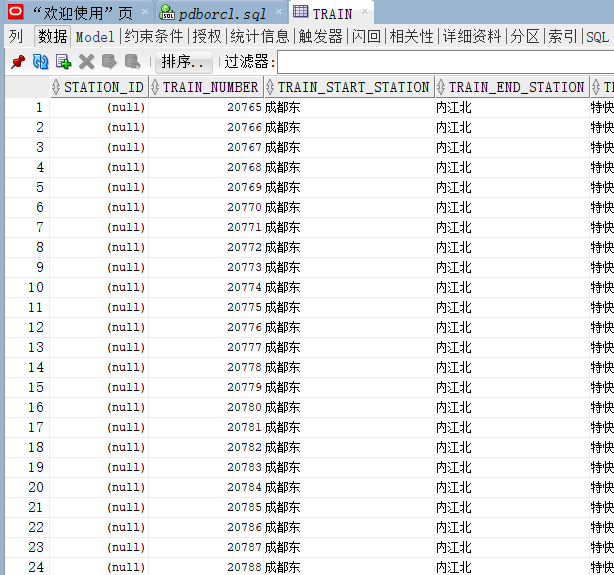 “欢迎使用”页 × pdborcl.sql × TRAIN ×
列 数据 Model 约束条件 授权 统计信息 触发器 闪回 相关性 详细资料 分区 索引 SQL
排序.. 过滤器:
STATION_ID TRAIN_NUMBER TRAIN_START_STATION TRAIN_END_STATION
1 (null) 20765 成都东 内江北 特快
2 (null) 20766 成都东 内江北 特快
3 (null) 20767 成都东 内江北 特快
4 (null) 20768 成都东 内江北 特快
5 (null) 20769 成都东 内江北 特快
6 (null) 20770 成都东 内江北 特快
7 (null) 20771 成都东 内江北 特快
8 (null) 20772 成都东 内江北 特快
9 (null) 20773 成都东 内江北 特快
10 (null) 20774 成都东 内江北 特快
11 (null) 20775 成都东 内江北 特快
12 (null) 20776 成都东 内江北 特快
13 (null) 20777 成都东 内江北 特快
14 (null) 20778 成都东 内江北 特快
15 (null) 20779 成都东 内江北 特快
16 (null) 20780 成都东 内江北 特快
17 (null) 20781 成都东 内江北 特快
18 (null) 20782 成都东 内江北 特快
19 (null) 20783 成都东 内江北 特快
20 (null) 20784 成都东 内江北 特快
21 (null) 20785 成都东 内江北 特快
22 (null) 20786 成都东 内江北 特快
23 (null) 20787 成都东 内江北 特快
24 (null) 20788 成都东 内江北 特快